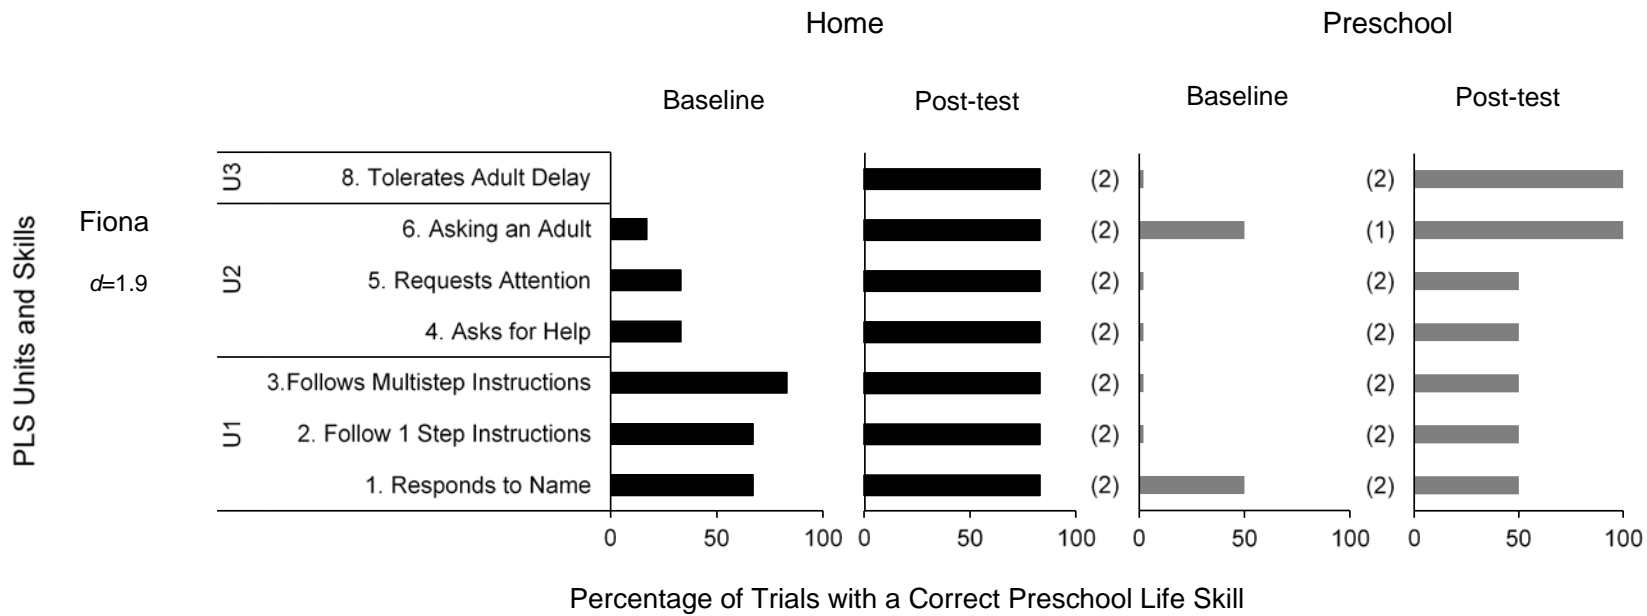 Home Preschool
Baseline Post-test Baseline Post-test
PLS Units and Skills
Fiona
d=1.9
U3
8. Tolerates Adult Delay (2) (2)
U2
6. Asking an Adult (2) (1)
5. Requests Attention (2) (2)
4. Asks for Help (2) (2)
U1
3.Follows Multistep Instructions (2) (2)
2. Follow 1 Step Instructions (2) (2)
1. Responds to Name (2) (2)
0 50 100 0 50 100 0 50 100 0 50 100
Percentage of Trials with a Correct Preschool Life Skill